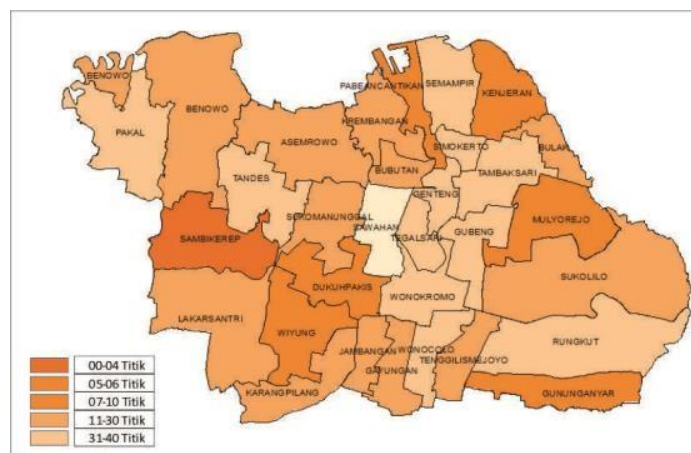 BENOWO
PABEANCANTIKAN
SEMAMPIR
KENJERAN
BENOWO
KREMBANGAN
PAKAL
ASEMROWO
SIMOKERTO
BULAK
BUBUTAN
TAMBAKSARI
TANDES
GENTENG
SUKOMANUNGGAL
MULYOREJO
SAWAHAN
TEGALSARI
GUBENG
SAMBIKEREP
SUKOLILO
DUKUHPAKIS
WONOKROMO
LAKARSANTRI
WIYUNG
RUNGKUT
JAMBANGAN
WONOCOLO
TENGGILISMEJOYO
GAYUNGAN
KARANGPILANG
GUNUNGANYAR
00-04 Titik
05-06 Titik
07-10 Titik
11-30 Titik
31-40 Titik